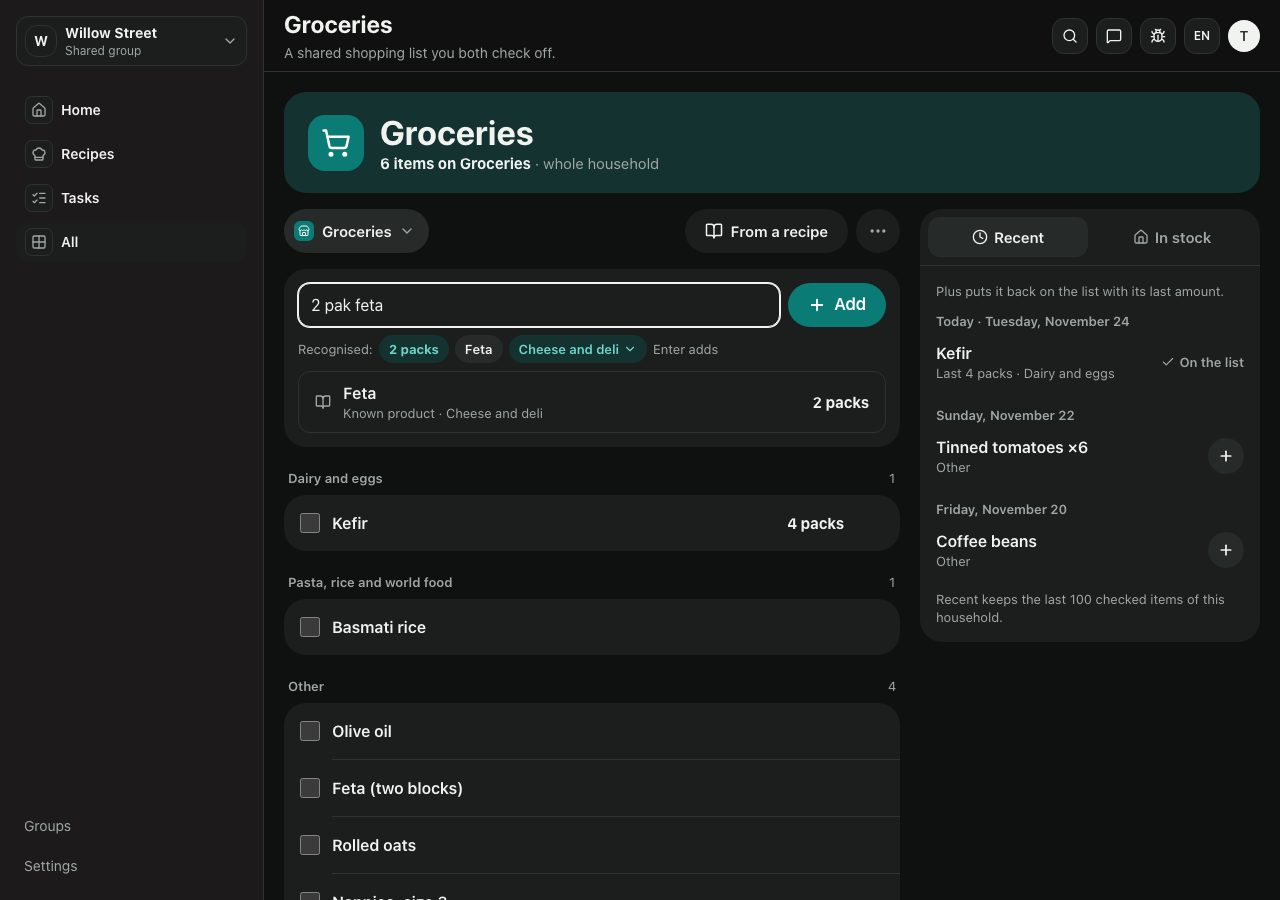 W
Willow Street
Shared group
Home
Recipes
Tasks
All
Groups
Settings
Groceries
A shared shopping list you both check off.
EN
T
Groceries
6 items on Groceries · whole household
Groceries
From a recipe
2 pak feta
Add
Recognised: 2 packs Feta Cheese and deli Enter adds
Feta
Known product · Cheese and deli
2 packs
Dairy and eggs 1
Kefir 4 packs
Pasta, rice and world food 1
Basmati rice
Other 4
Olive oil
Feta (two blocks)
Rolled oats
Recent
In stock
Plus puts it back on the list with its last amount.
Today · Tuesday, November 24
Kefir
Last 4 packs · Dairy and eggs
On the list
Sunday, November 22
Tinned tomatoes ×6
Other
Friday, November 20
Coffee beans
Other
Recent keeps the last 100 checked items of this
household.